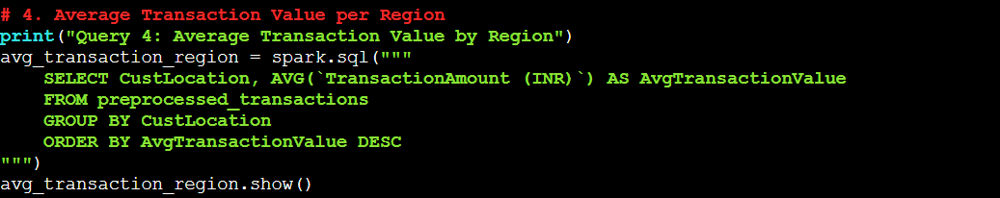 # 4. Average Transaction Value per Region
print("Query 4: Average Transaction Value by Region")
avg_transaction_region = spark.sql("""
    SELECT CustLocation, AVG(`TransactionAmount (INR)`) AS AvgTransactionValue
    FROM preprocessed_transactions
    GROUP BY CustLocation
    ORDER BY AvgTransactionValue DESC
""")
avg_transaction_region.show()